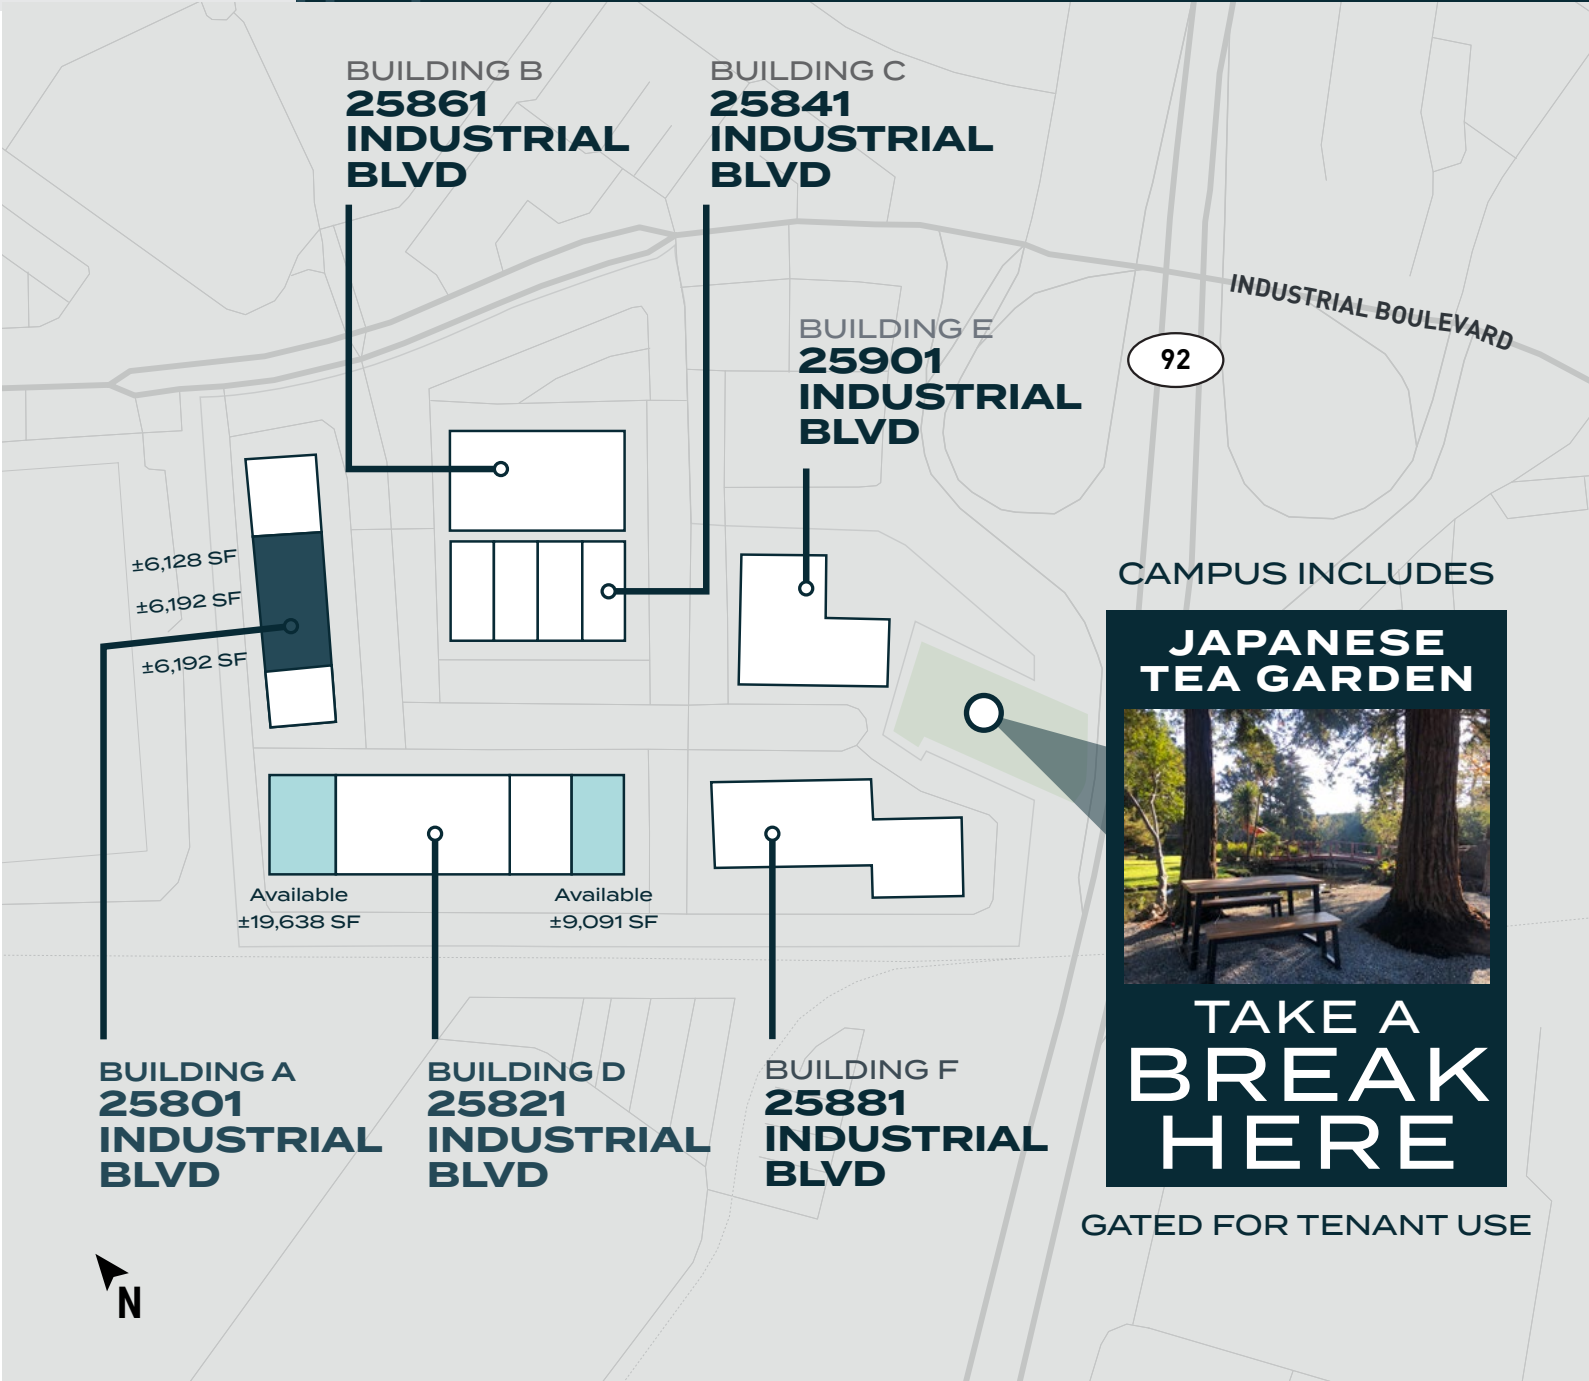 BUILDING B
25861
INDUSTRIAL
BLVD
BUILDING C
25841
INDUSTRIAL
BLVD
INDUSTRIAL BOULEVARD
BUILDING E
25901
INDUSTRIAL
BLVD
92
±6,128 SF
±6,192 SF
±6,192 SF
CAMPUS INCLUDES
JAPANESE
TEA GARDEN
TAKE A
BREAK
HERE
GATED FOR TENANT USE
Available
±19,638 SF
Available
±9,091 SF
BUILDING A
25801
INDUSTRIAL
BLVD
BUILDING D
25821
INDUSTRIAL
BLVD
BUILDING F
25881
INDUSTRIAL
BLVD
N